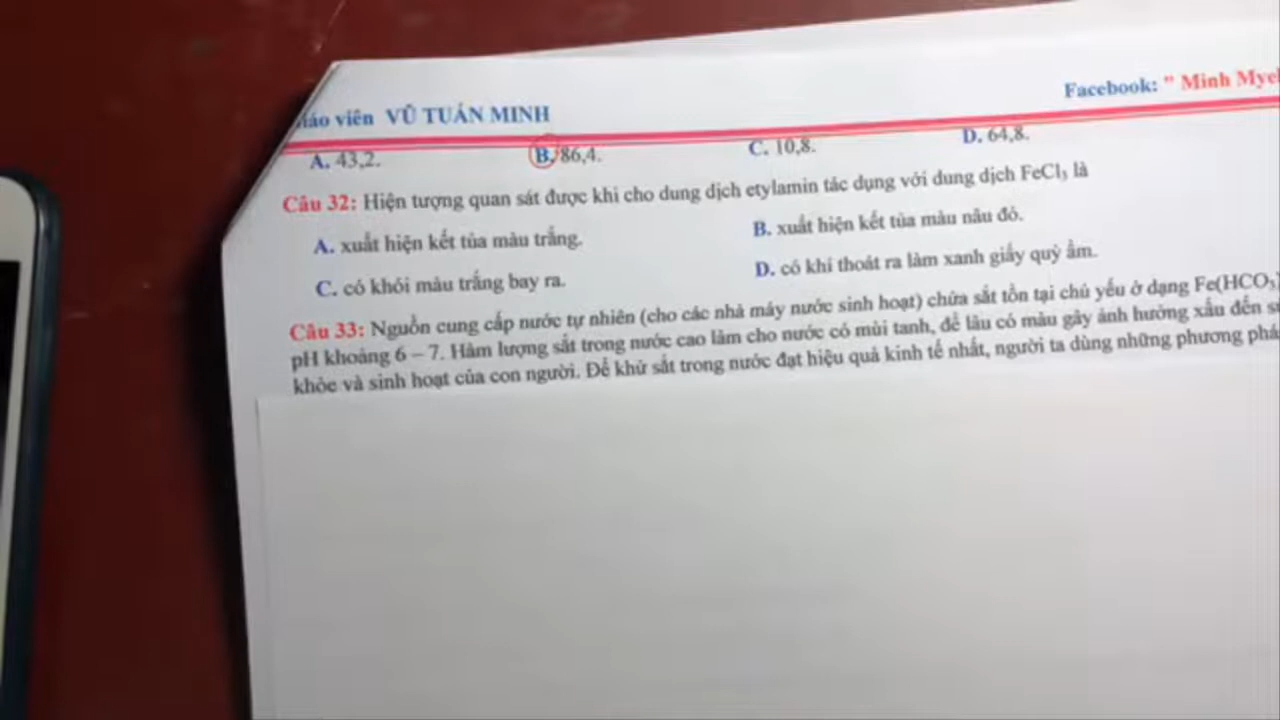 Giáo viên VŨ TUẤN MINH
Facebook: " Minh
A. 43,2. B. 86,4. C. 10,8. D. 64,8.
Câu 32: Hiện tượng quan sát được khi cho dung dịch etylamin tác dụng với dung dịch FeCl₃ là
A. xuất hiện kết tủa màu trắng. B. xuất hiện kết tủa màu nâu đỏ.
C. có khói màu trắng bay ra. D. có khí thoát ra làm xanh giấy quỳ ẩm.
Câu 33: Nguồn cung cấp nước tự nhiên (cho các nhà máy nước sinh hoạt) chứa sắt tồn tại chủ yếu ở dạng Fe(HCO₃)
pH khoảng 6 – 7. Hàm lượng sắt trong nước cao làm cho nước có mùi tanh, để lâu có màu gây ảnh hưởng xấu đến
khỏe và sinh hoạt của con người. Để khử sắt trong nước đạt hiệu quả kinh tế nhất, người ta dùng những phương